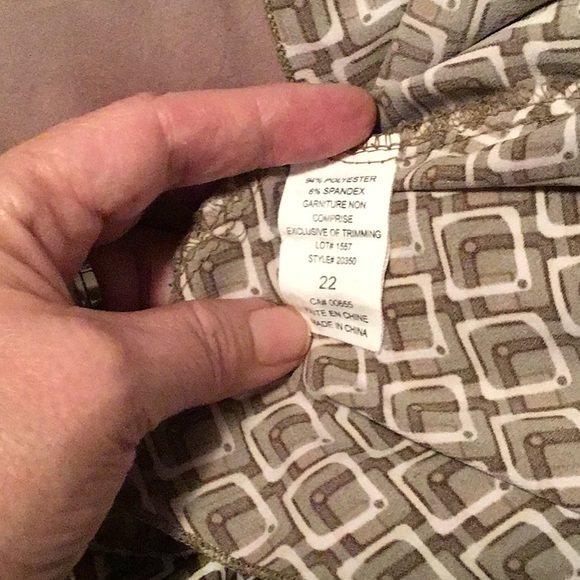 94% POLYESTER
6% SPANDEX
GARNITURE NON
COMPRISE
EXCLUSIVE OF TRIMMING
LOT# 1557
STYLE# 20350
22
CA# 00555
FAITE EN CHINE
MADE IN CHINA